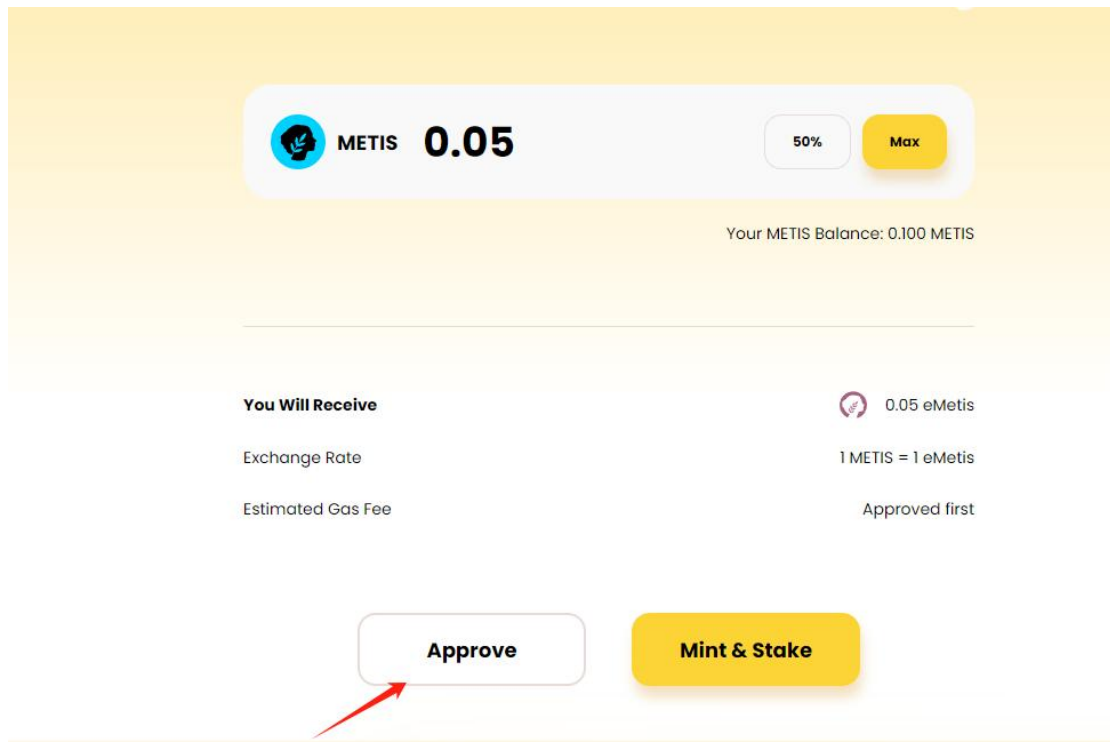 METIS 0.05 50% Max
Your METIS Balance: 0.100 METIS
You Will Receive 0.05 eMetis
Exchange Rate 1 METIS = 1 eMetis
Estimated Gas Fee Approved first
Approve Mint & Stake